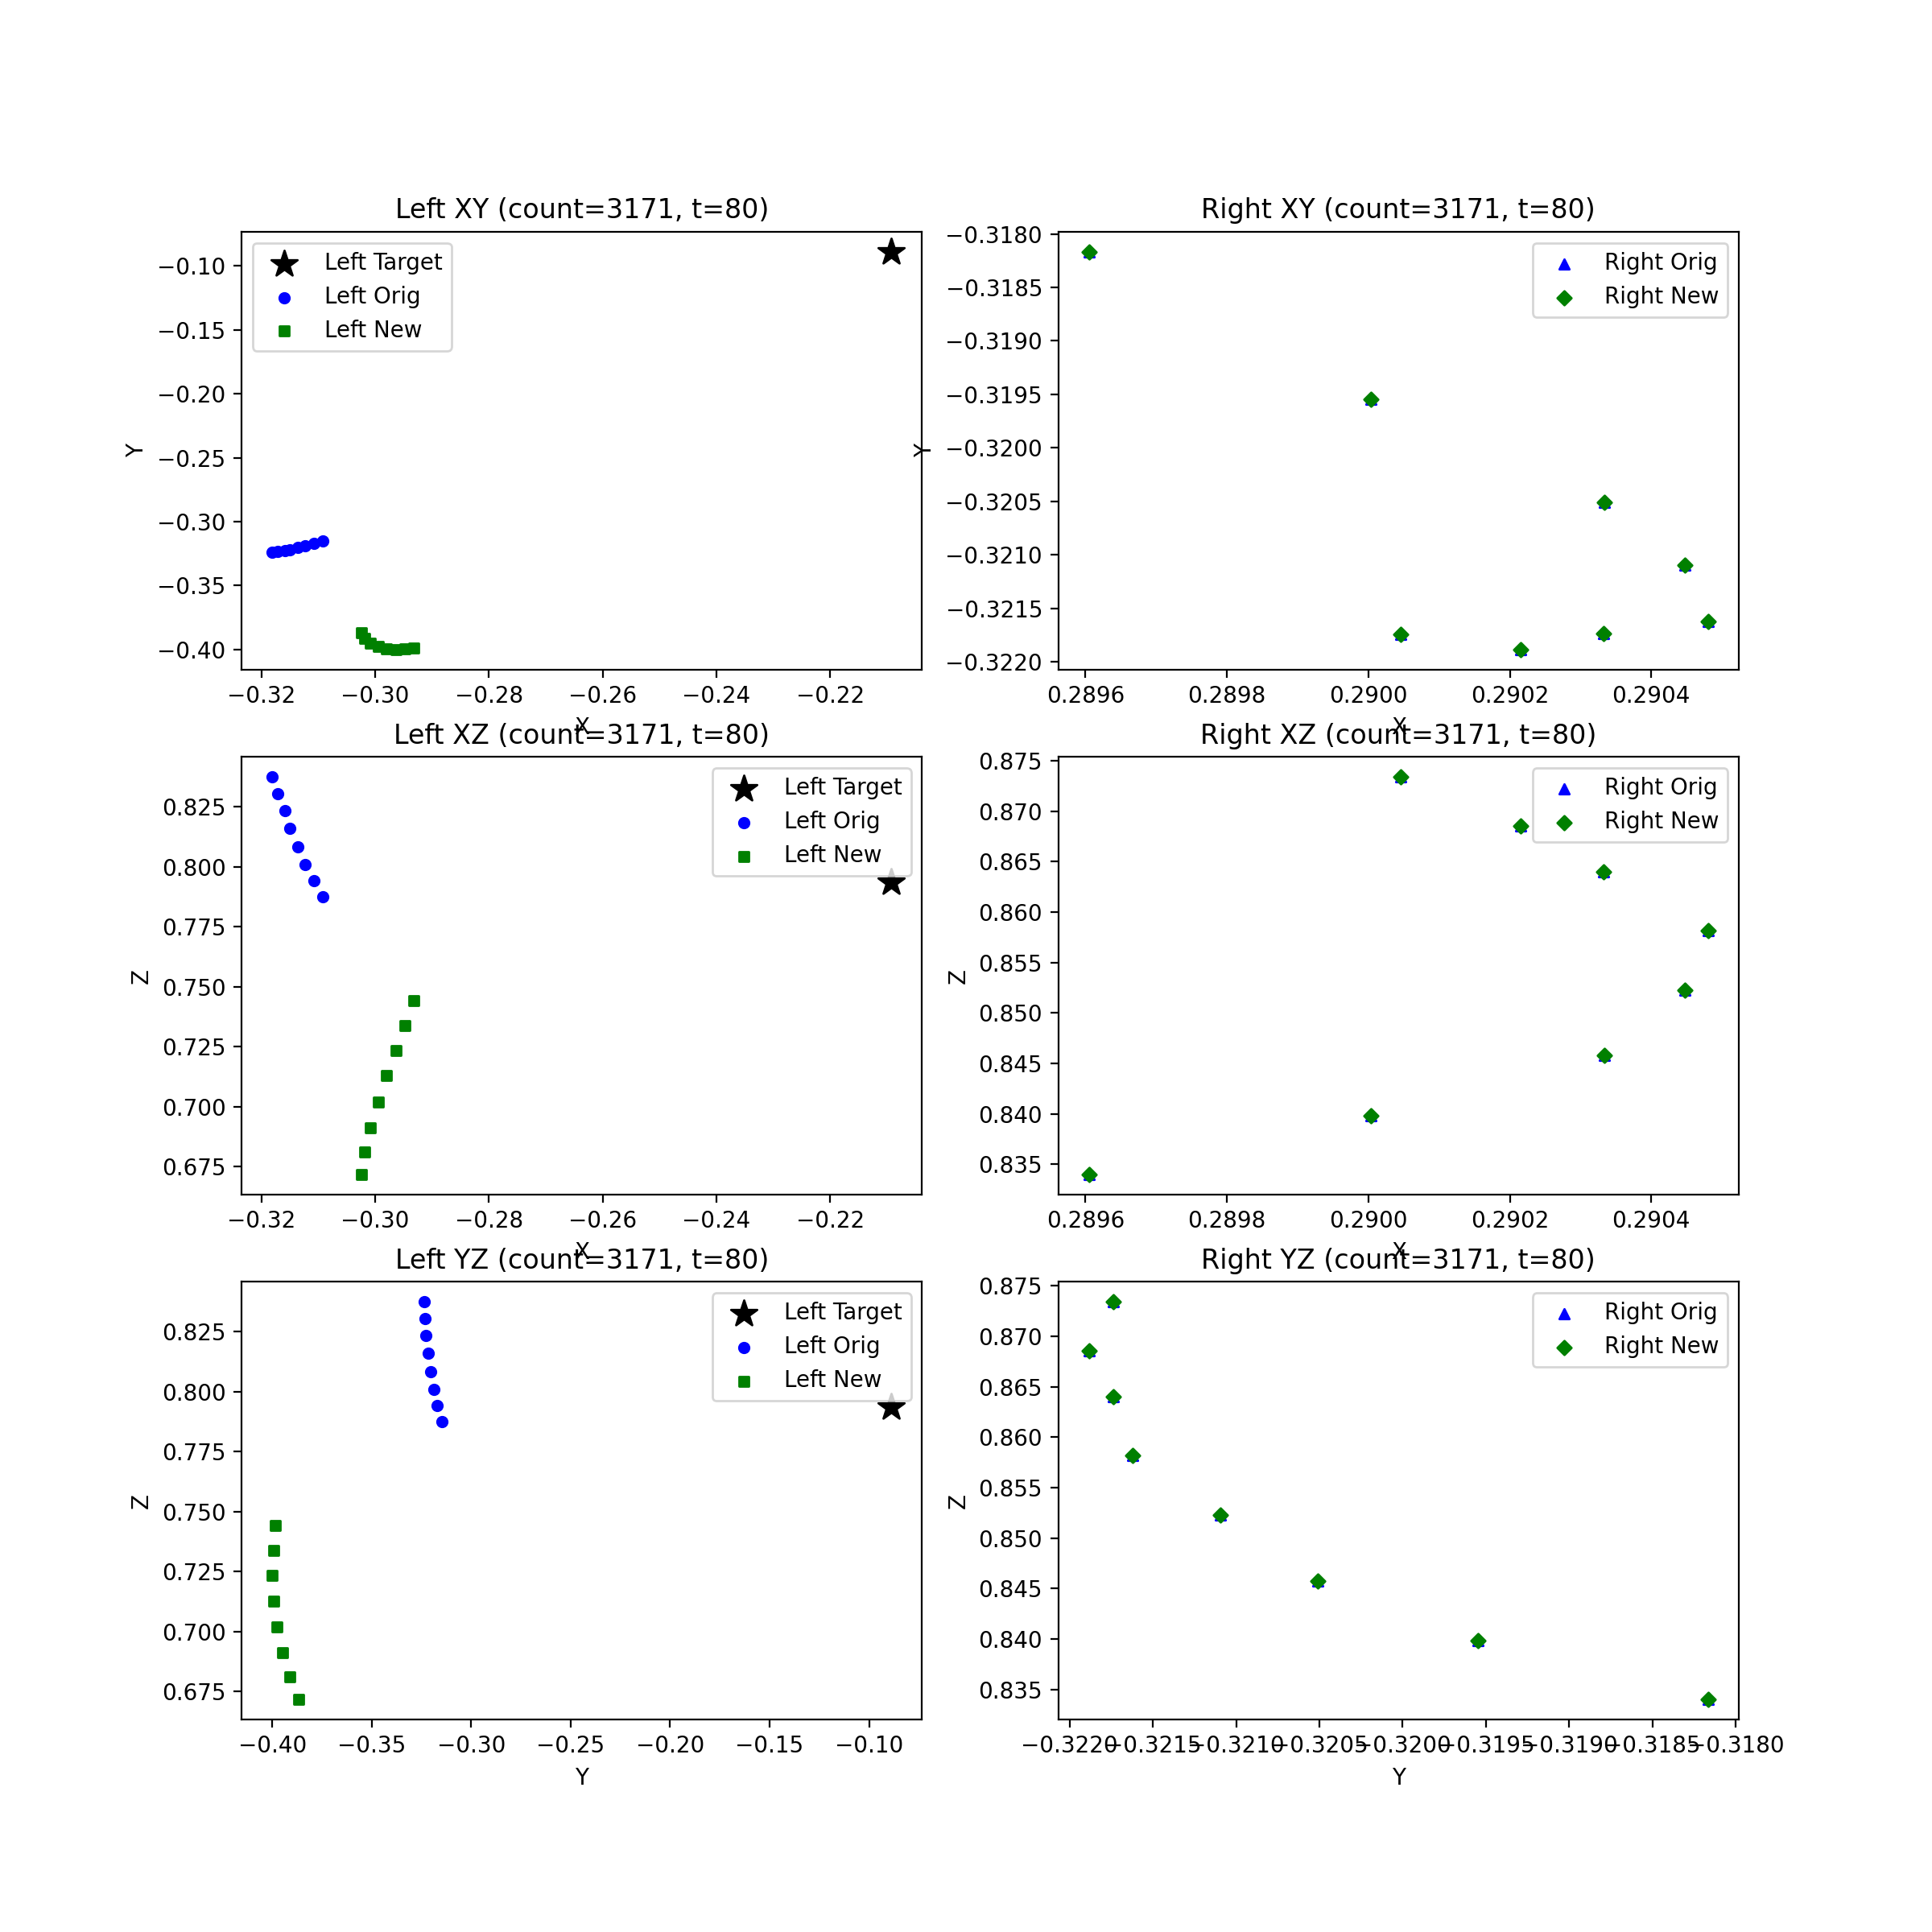 Left XY (count=3171, t=80)
Left Target
Left Orig
Left New
−0.10
−0.15
−0.20
−0.25
−0.30
−0.35
−0.40
Y
−0.32 −0.30 −0.28 −0.26 −0.24 −0.22
X
Right XY (count=3171, t=80)
Right Orig
Right New
−0.3180
−0.3185
−0.3190
−0.3195
−0.3200
−0.3205
−0.3210
−0.3215
−0.3220
Y
0.2896 0.2898 0.2900 0.2902 0.2904
X
Left XZ (count=3171, t=80)
Left Target
Left Orig
Left New
0.825
0.800
0.775
0.750
0.725
0.700
0.675
Z
−0.32 −0.30 −0.28 −0.26 −0.24 −0.22
X
Right XZ (count=3171, t=80)
Right Orig
Right New
0.875
0.870
0.865
0.860
0.855
0.850
0.845
0.840
0.835
Z
0.2896 0.2898 0.2900 0.2902 0.2904
X
Left YZ (count=3171, t=80)
Left Target
Left Orig
Left New
0.825
0.800
0.775
0.750
0.725
0.700
0.675
Z
−0.40 −0.35 −0.30 −0.25 −0.20 −0.15 −0.10
Y
Right YZ (count=3171, t=80)
Right Orig
Right New
0.875
0.870
0.865
0.860
0.855
0.850
0.845
0.840
0.835
Z
−0.3220 −0.3215 −0.3210 −0.3205 −0.3200 −0.3195 −0.3190 −0.3185 −0.3180
Y